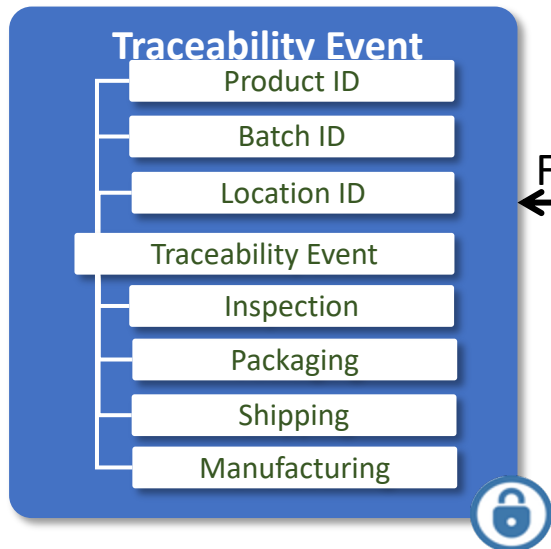 Traceability Event
Product ID
Batch ID
Location ID
F
Traceability Event
Inspection
Packaging
Shipping
Manufacturing